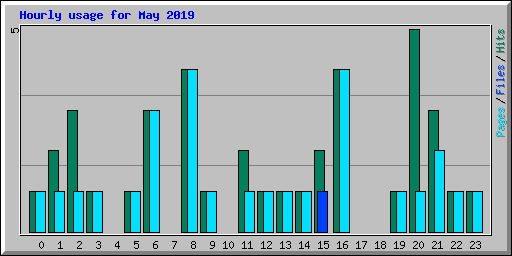 Hourly usage for May 2019
5
Pages / Files / Hits
0 1 2 3 4 5 6 7 8 9 10 11 12 13 14 15 16 17 18 19 20 21 22 23